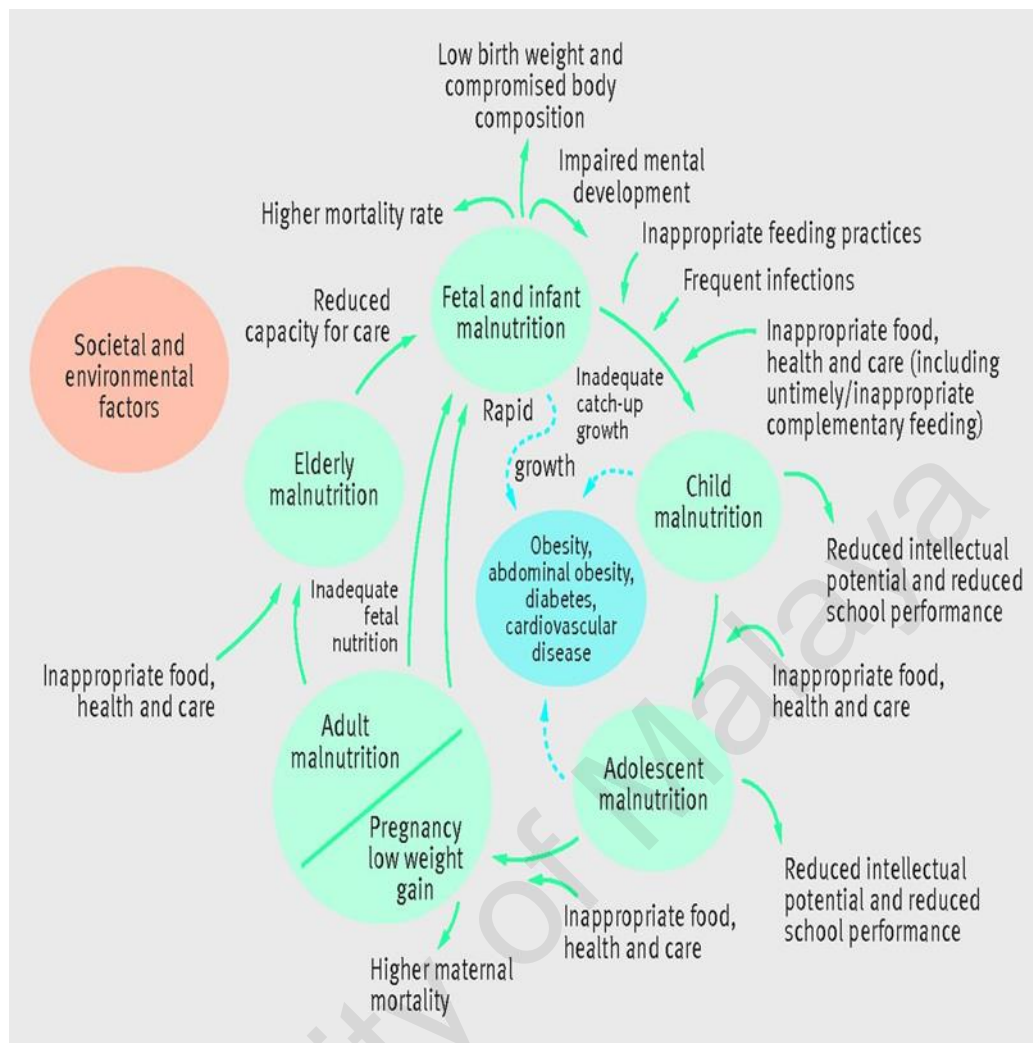 Low birth weight and
compromised body
composition
Impaired mental
development
Higher mortality rate
Inappropriate feeding practices
Frequent infections
Fetal and infant
malnutrition
Reduced
capacity for care
Inappropriate food,
health and care (including
untimely/inappropriate
complementary feeding)
Societal and
environmental
factors
Inadequate
catch-up
growth
Rapid
growth
Elderly
malnutrition
Child
malnutrition
Obesity,
abdominal obesity,
diabetes,
cardiovascular
disease
Reduced intellectual
potential and reduced
school performance
Inadequate
fetal
nutrition
Inappropriate food,
health and care
Inappropriate food,
health and care
Adult
malnutrition
Pregnancy
low weight
gain
Adolescent
malnutrition
Reduced intellectual
potential and reduced
school performance
Inappropriate food,
health and care
Higher maternal
mortality
ity of Malaya